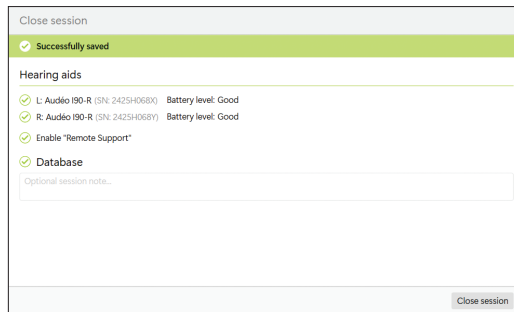 Close session
Successfully saved
Hearing aids
L: Audéo I90-R (SN: 2425H068X) Battery level: Good
R: Audéo I90-R (SN: 2425H068Y) Battery level: Good
Enable "Remote Support"
Database
Optional session note...
Close session